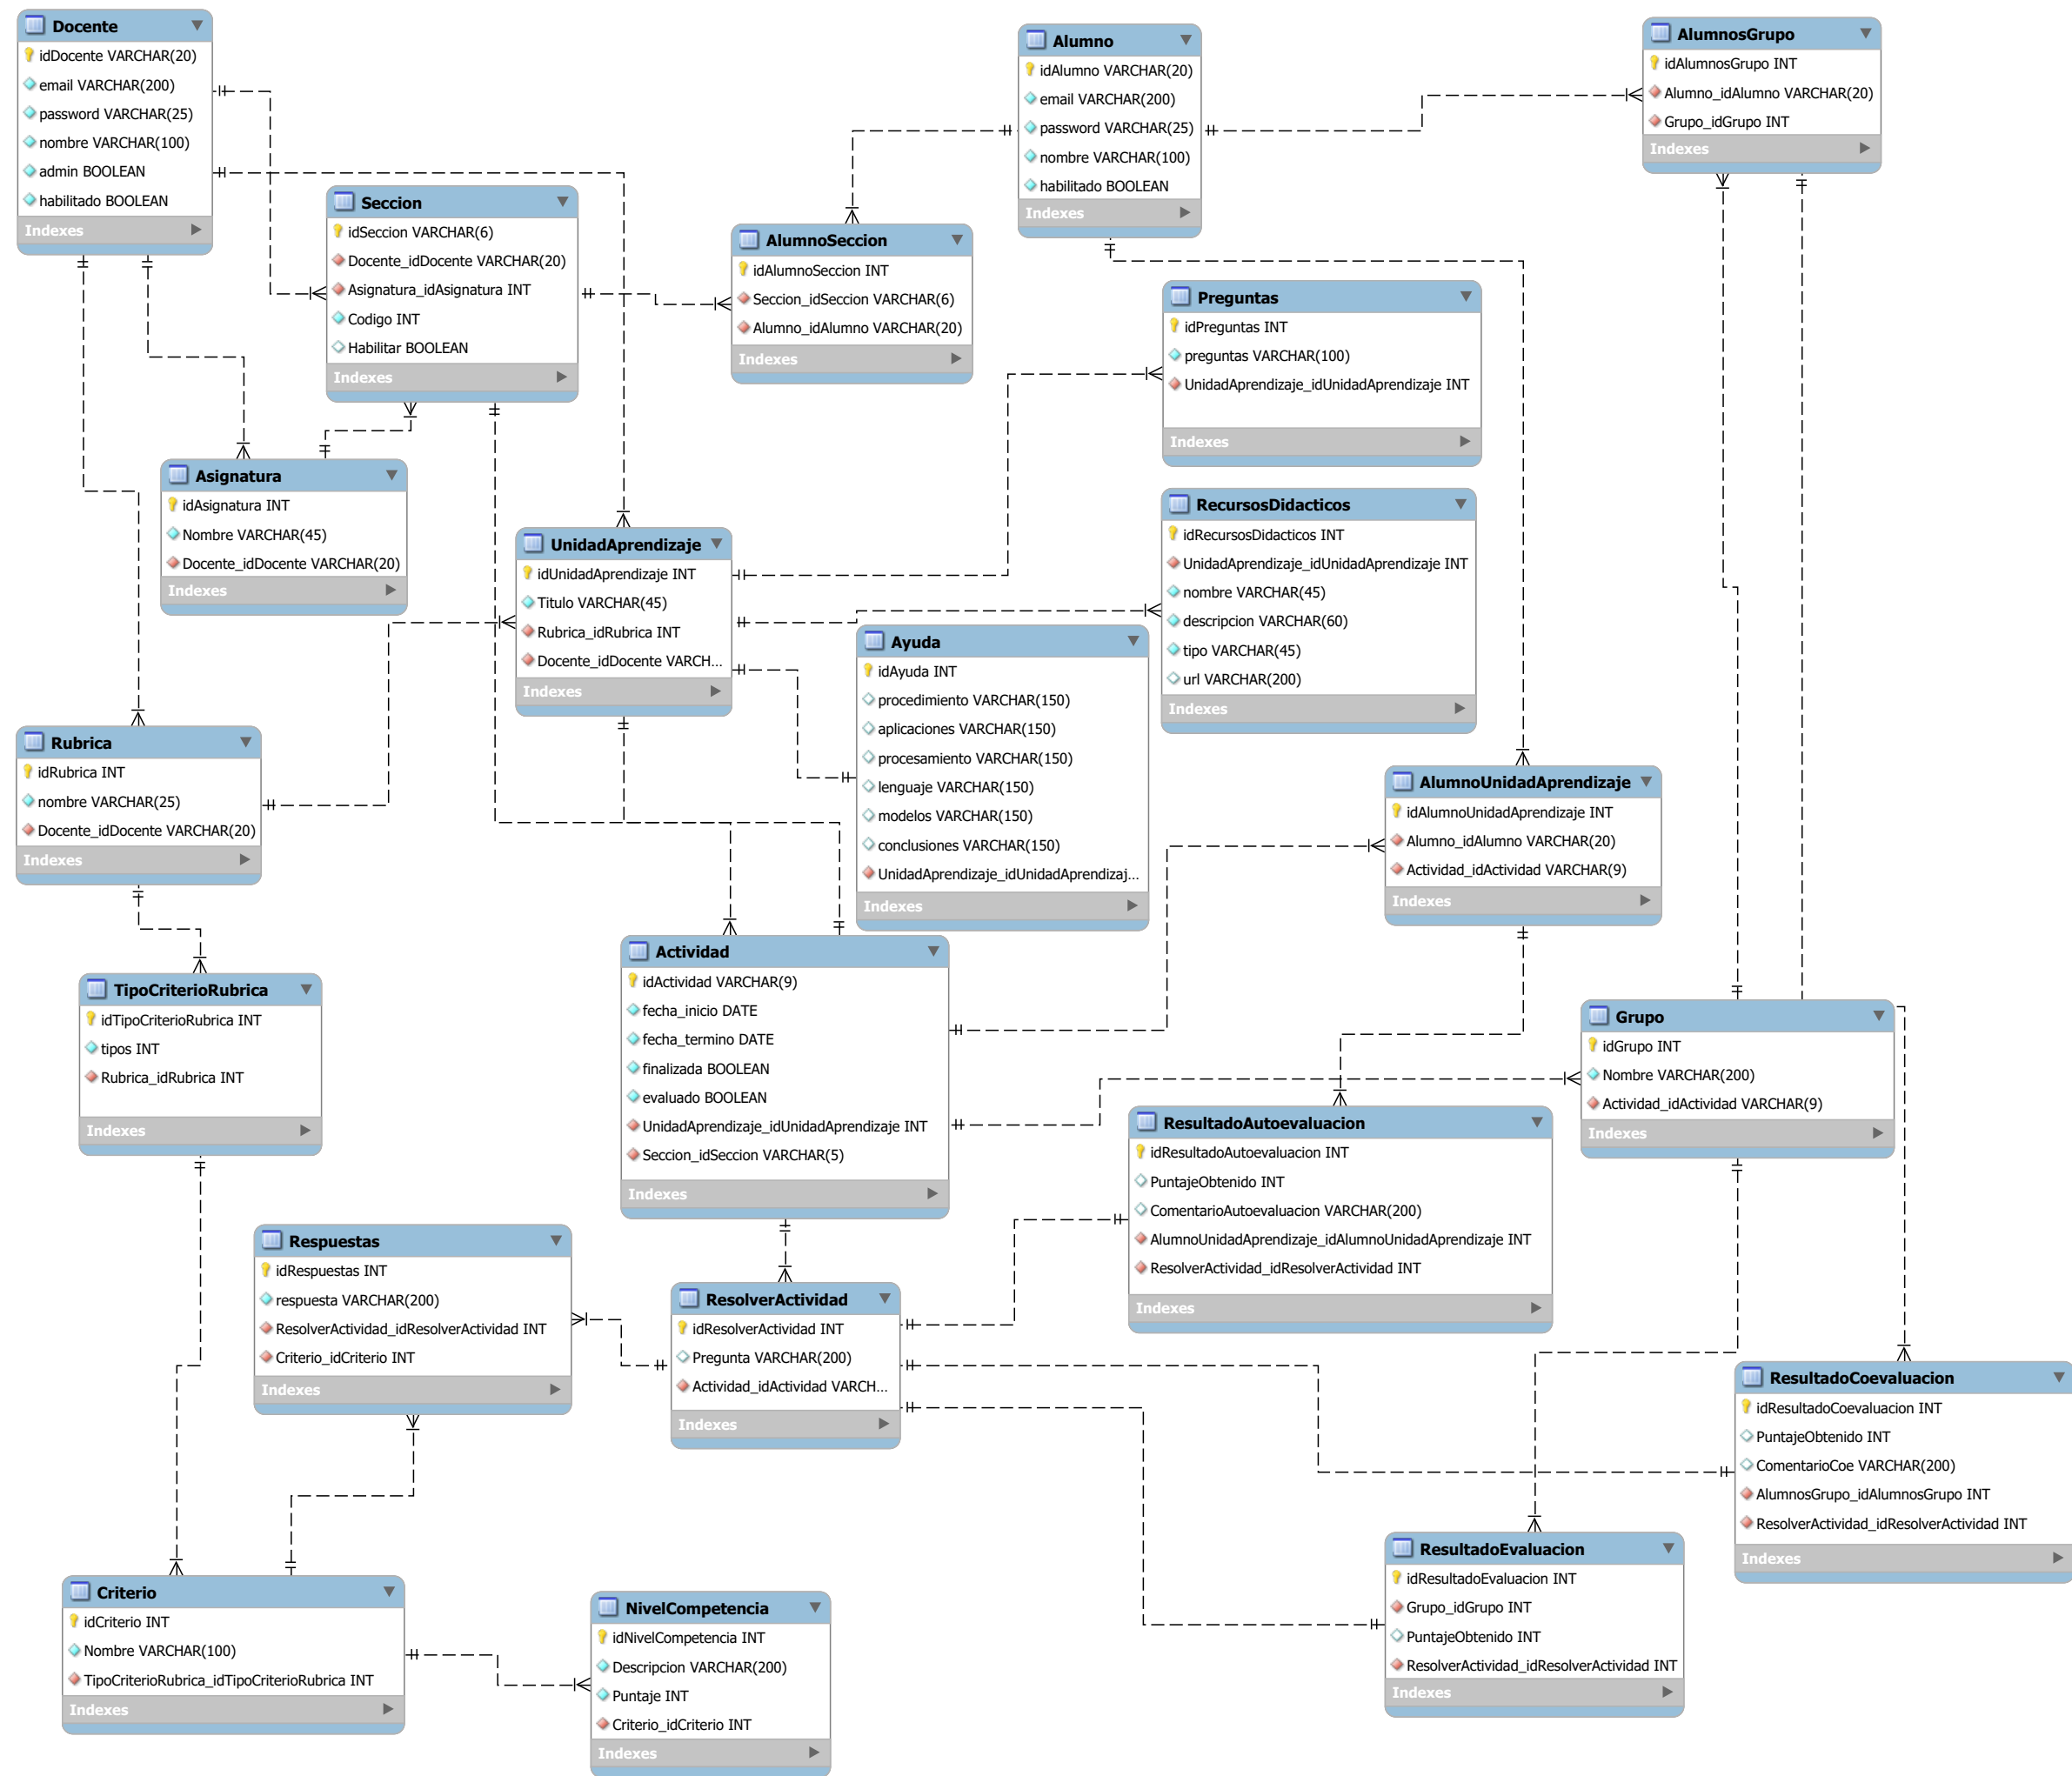 Docente
idDocente VARCHAR(20)
email VARCHAR(200)
password VARCHAR(25)
nombre VARCHAR(100)
admin BOOLEAN
habilitado BOOLEAN
Indexes
Alumno
idAlumno VARCHAR(20)
email VARCHAR(200)
password VARCHAR(25)
nombre VARCHAR(100)
habilitado BOOLEAN
Indexes
AlumnosGrupo
idAlumnosGrupo INT
Alumno_idAlumno VARCHAR(20)
Grupo_idGrupo INT
Indexes
Seccion
idSeccion VARCHAR(6)
Docente_idDocente VARCHAR(20)
Asignatura_idAsignatura INT
Codigo INT
Habilitar BOOLEAN
Indexes
AlumnoSeccion
idAlumnoSeccion INT
Seccion_idSeccion VARCHAR(6)
Alumno_idAlumno VARCHAR(20)
Indexes
Preguntas
idPreguntas INT
preguntas VARCHAR(100)
UnidadAprendizaje_idUnidadAprendizaje INT
Indexes
Asignatura
idAsignatura INT
Nombre VARCHAR(45)
Docente_idDocente VARCHAR(20)
Indexes
UnidadAprendizaje
idUnidadAprendizaje INT
Titulo VARCHAR(45)
Rubrica_idRubrica INT
Docente_idDocente VARCH...
Indexes
RecursosDidacticos
idRecursosDidacticos INT
UnidadAprendizaje_idUnidadAprendizaje INT
nombre VARCHAR(45)
descripcion VARCHAR(60)
tipo VARCHAR(45)
url VARCHAR(200)
Indexes
Ayuda
idAyuda INT
procedimiento VARCHAR(150)
aplicaciones VARCHAR(150)
procesamiento VARCHAR(150)
lenguaje VARCHAR(150)
modelos VARCHAR(150)
conclusiones VARCHAR(150)
UnidadAprendizaje_idUnidadAprendizaj...
Indexes
Rubrica
idRubrica INT
nombre VARCHAR(25)
Docente_idDocente VARCHAR(20)
Indexes
AlumnoUnidadAprendizaje
idAlumnoUnidadAprendizaje INT
Alumno_idAlumno VARCHAR(20)
Actividad_idActividad VARCHAR(9)
Indexes
TipoCriterioRubrica
idTipoCriterioRubrica INT
tipos INT
Rubrica_idRubrica INT
Indexes
Actividad
idActividad VARCHAR(9)
fecha_inicio DATE
fecha_termino DATE
finalizada BOOLEAN
evaluado BOOLEAN
UnidadAprendizaje_idUnidadAprendizaje INT
Seccion_idSeccion VARCHAR(5)
Indexes
Grupo
idGrupo INT
Nombre VARCHAR(200)
Actividad_idActividad VARCHAR(9)
Indexes
ResultadoAutoevaluacion
idResultadoAutoevaluacion INT
PuntajeObtenido INT
ComentarioAutoevaluacion VARCHAR(200)
AlumnoUnidadAprendizaje_idAlumnoUnidadAprendizaje INT
ResolverActividad_idResolverActividad INT
Indexes
Respuestas
idRespuestas INT
respuesta VARCHAR(200)
ResolverActividad_idResolverActividad INT
Criterio_idCriterio INT
Indexes
ResolverActividad
idResolverActividad INT
Pregunta VARCHAR(200)
Actividad_idActividad VARCH...
Indexes
ResultadoCoevaluacion
idResultadoCoevaluacion INT
PuntajeObtenido INT
ComentarioCoe VARCHAR(200)
AlumnosGrupo_idAlumnosGrupo INT
ResolverActividad_idResolverActividad INT
Indexes
ResultadoEvaluacion
idResultadoEvaluacion INT
Grupo_idGrupo INT
PuntajeObtenido INT
ResolverActividad_idResolverActividad INT
Indexes
Criterio
idCriterio INT
Nombre VARCHAR(100)
TipoCriterioRubrica_idTipoCriterioRubrica INT
Indexes
NivelCompetencia
idNivelCompetencia INT
Descripcion VARCHAR(200)
Puntaje INT
Criterio_idCriterio INT
Indexes